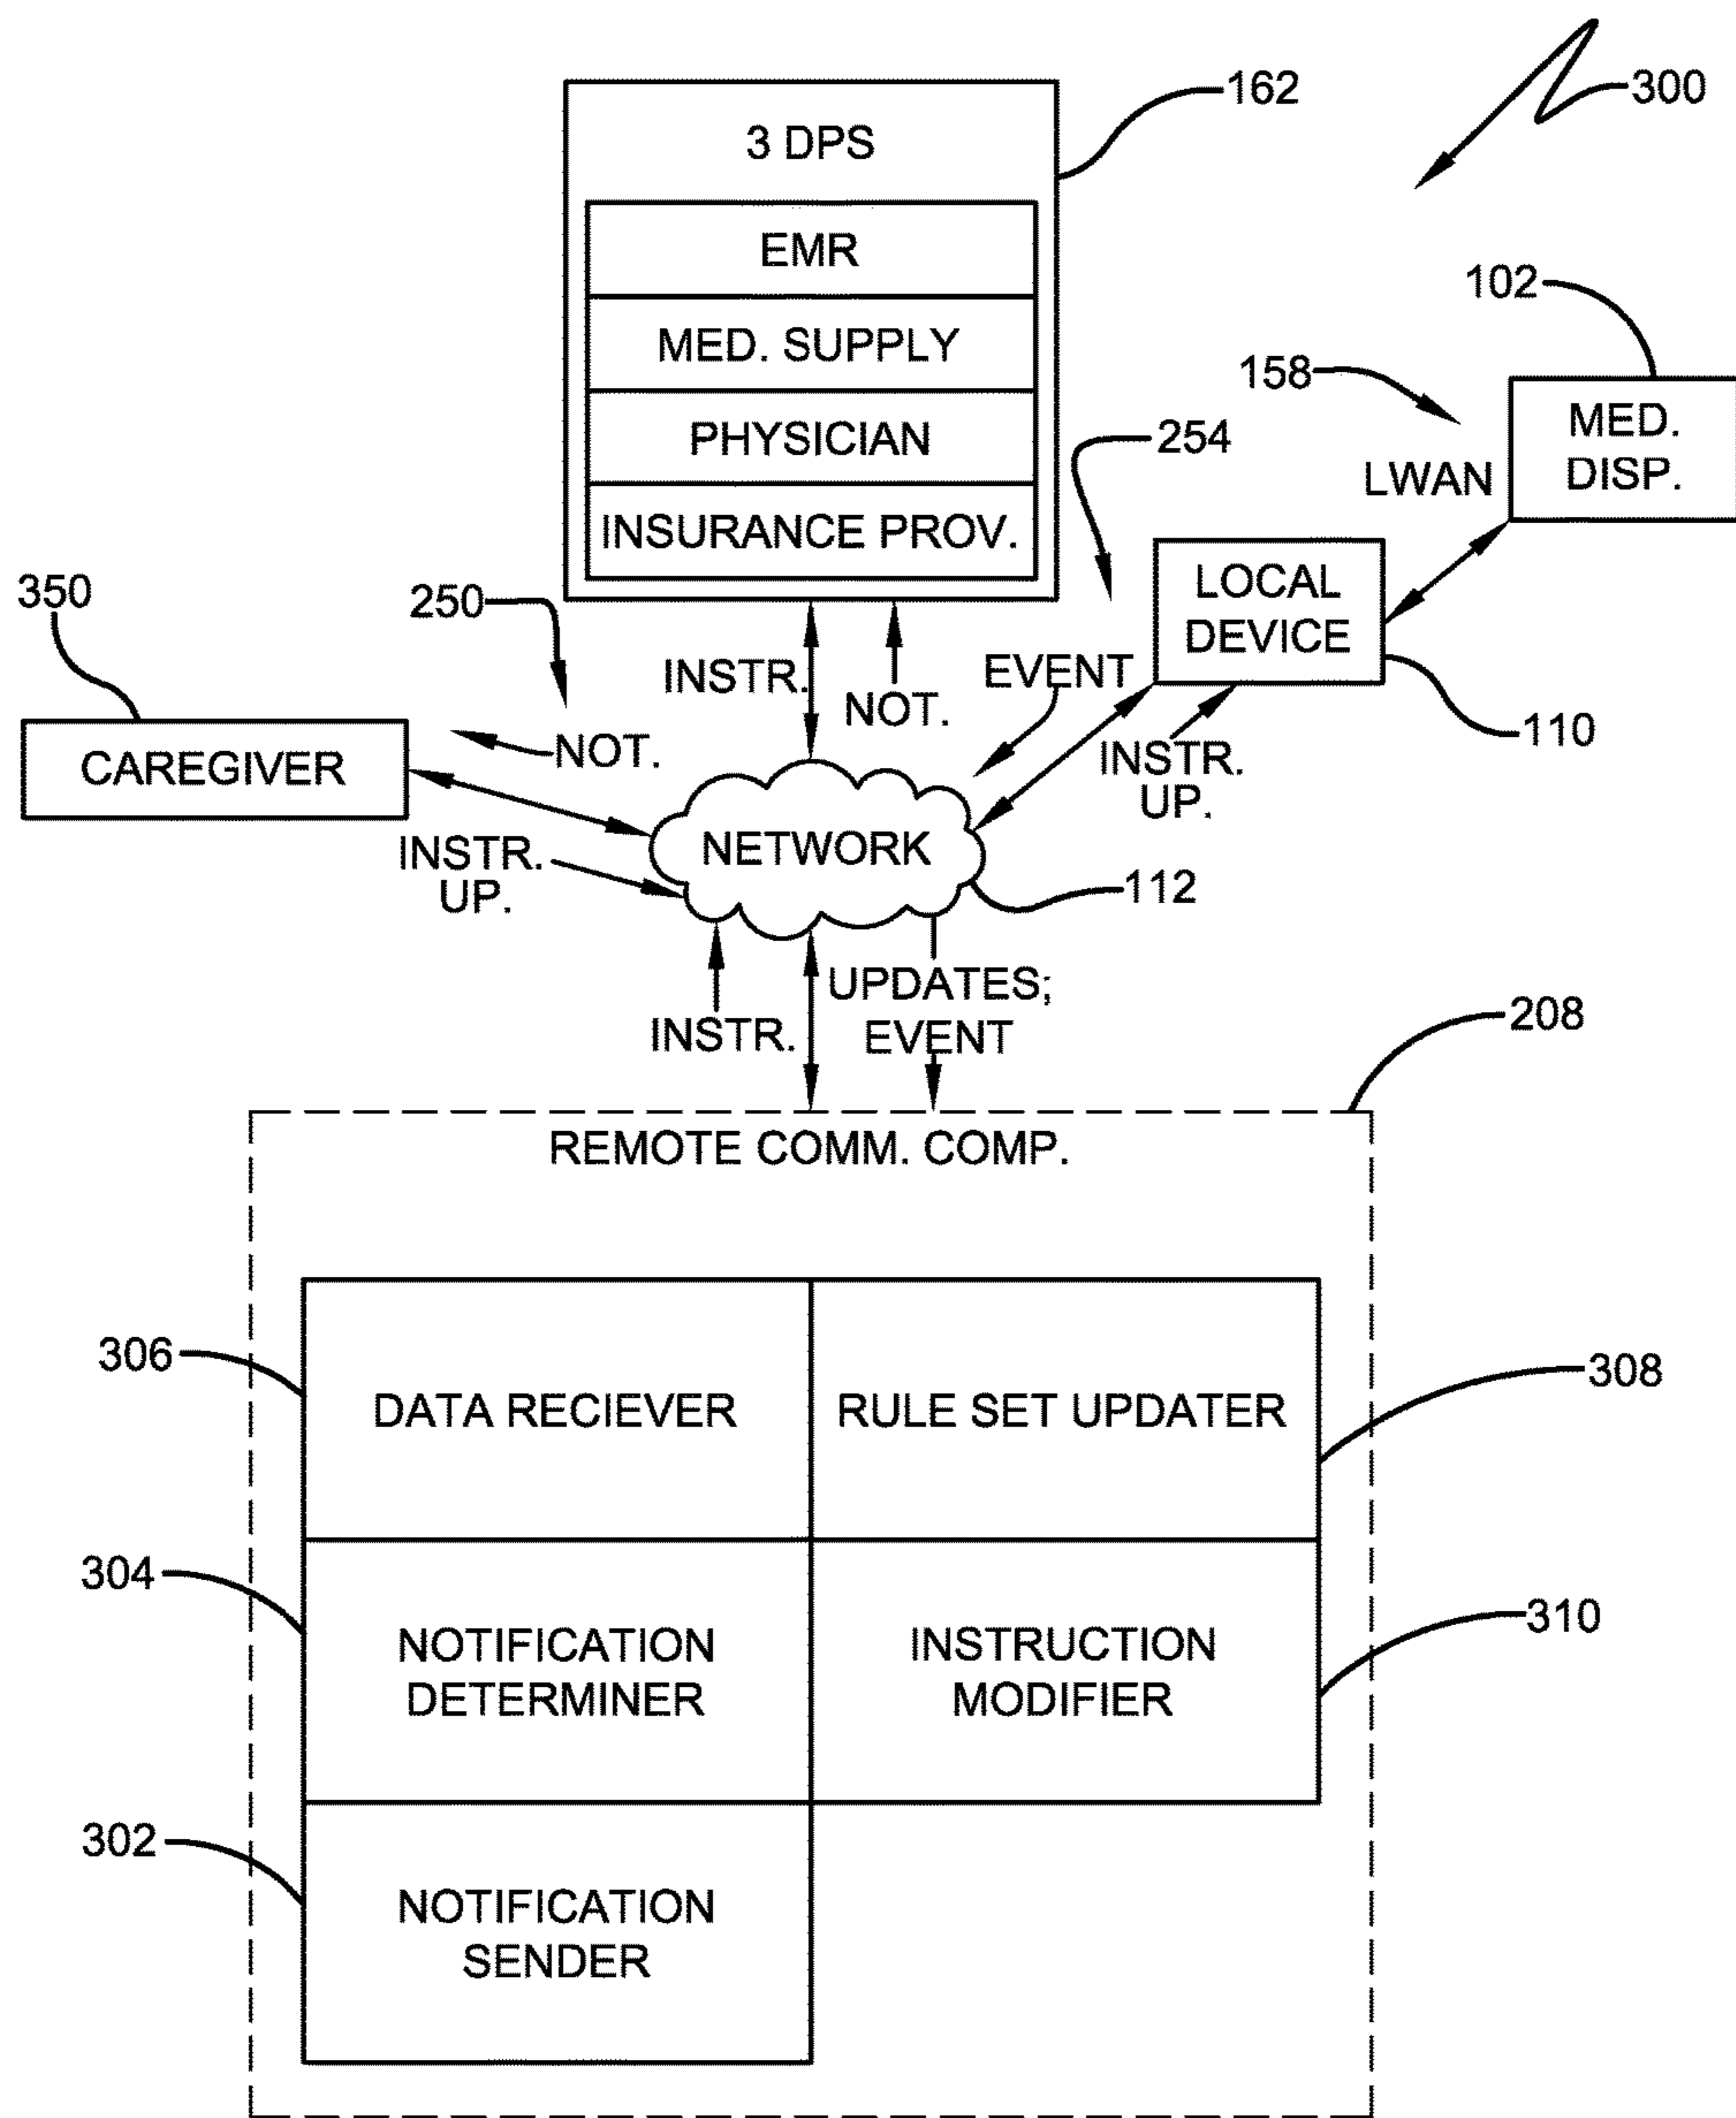 300
162
3 DPS
EMR
MED. SUPPLY
PHYSICIAN
INSURANCE PROV.
102
158
MED.
DISP.
LWAN
254
LOCAL
DEVICE
110
350
250
CAREGIVER
NOT.
INSTR.
NOT.
EVENT
INSTR.
UP.
NETWORK
112
INSTR.
UP.
INSTR.
UPDATES;
EVENT
208
REMOTE COMM. COMP.
306
DATA RECIEVER
RULE SET UPDATER
308
304
NOTIFICATION
DETERMINER
INSTRUCTION
MODIFIER
310
302
NOTIFICATION
SENDER